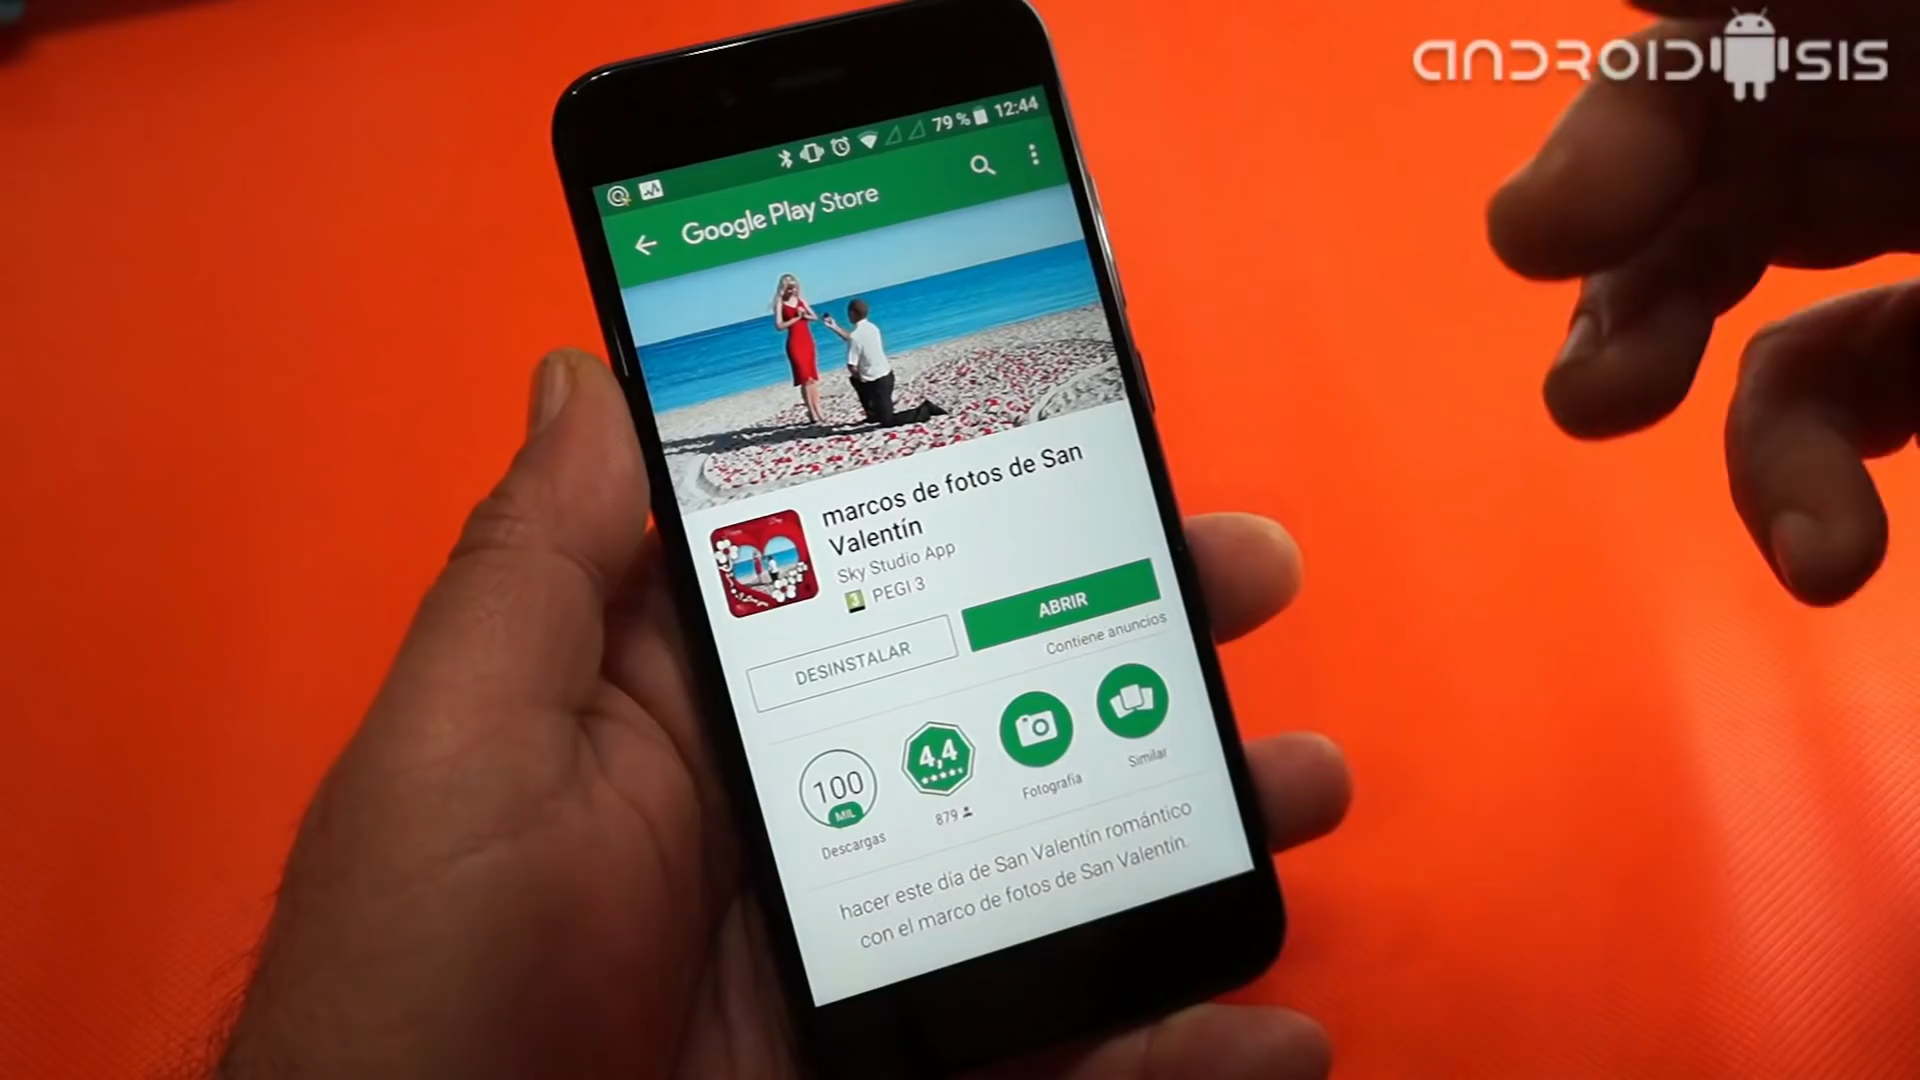 ANDROIDSIS
79 % 12:44
Google Play Store
marcos de fotos de San
Valentín
Sky Studio App
3 PEGI 3
DESINSTALAR
ABRIR
Contiene anuncios
100
MIL
Descargas
4,4
879
Fotografía
Similar
hacer este día de San Valentín romántico
con el marco de fotos de San Valentín.